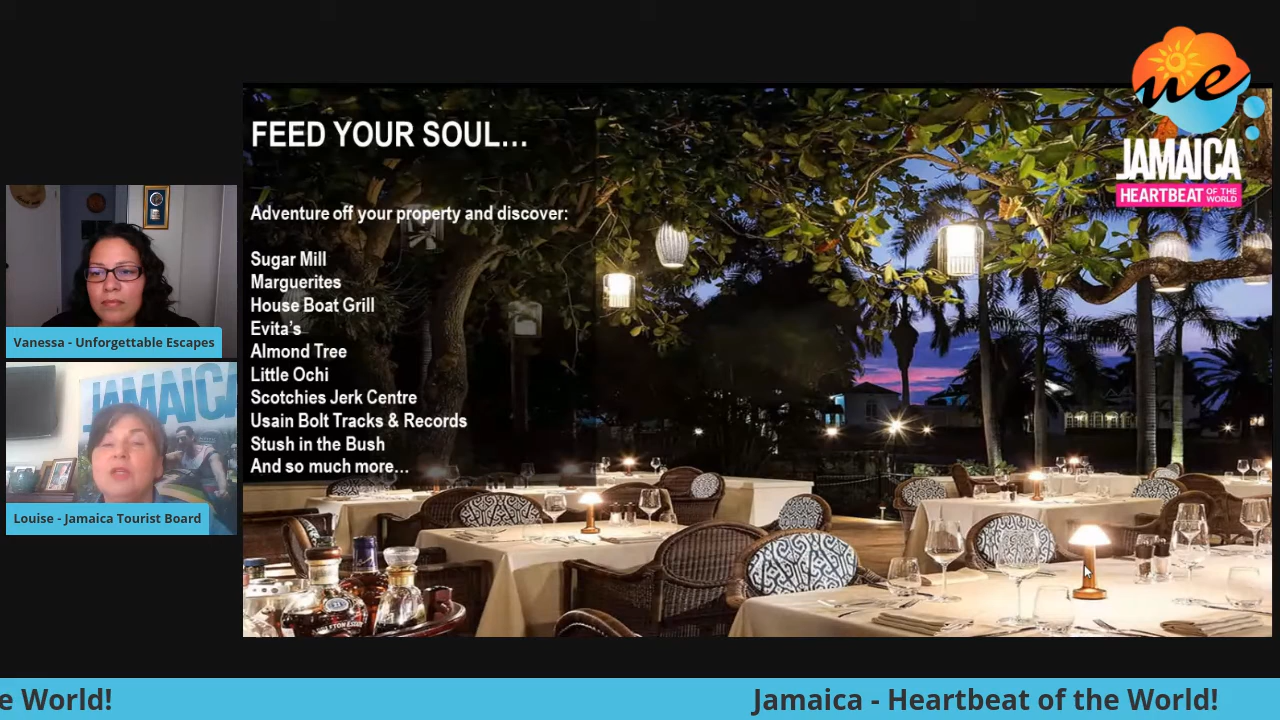 ue
JAMAICA
HEARTBEAT OF THE WORLD
FEED YOUR SOUL...
Adventure off your property and discover:
Sugar Mill
Marguerites
House Boat Grill
Evita's
Almond Tree
Little Ochi
Scotchies Jerk Centre
Usain Bolt Tracks & Records
Stush in the Bush
And so much more...
Vanessa - Unforgettable Escapes
JAMAICA
Louise - Jamaica Tourist Board
e World!
Jamaica - Heartbeat of the World!